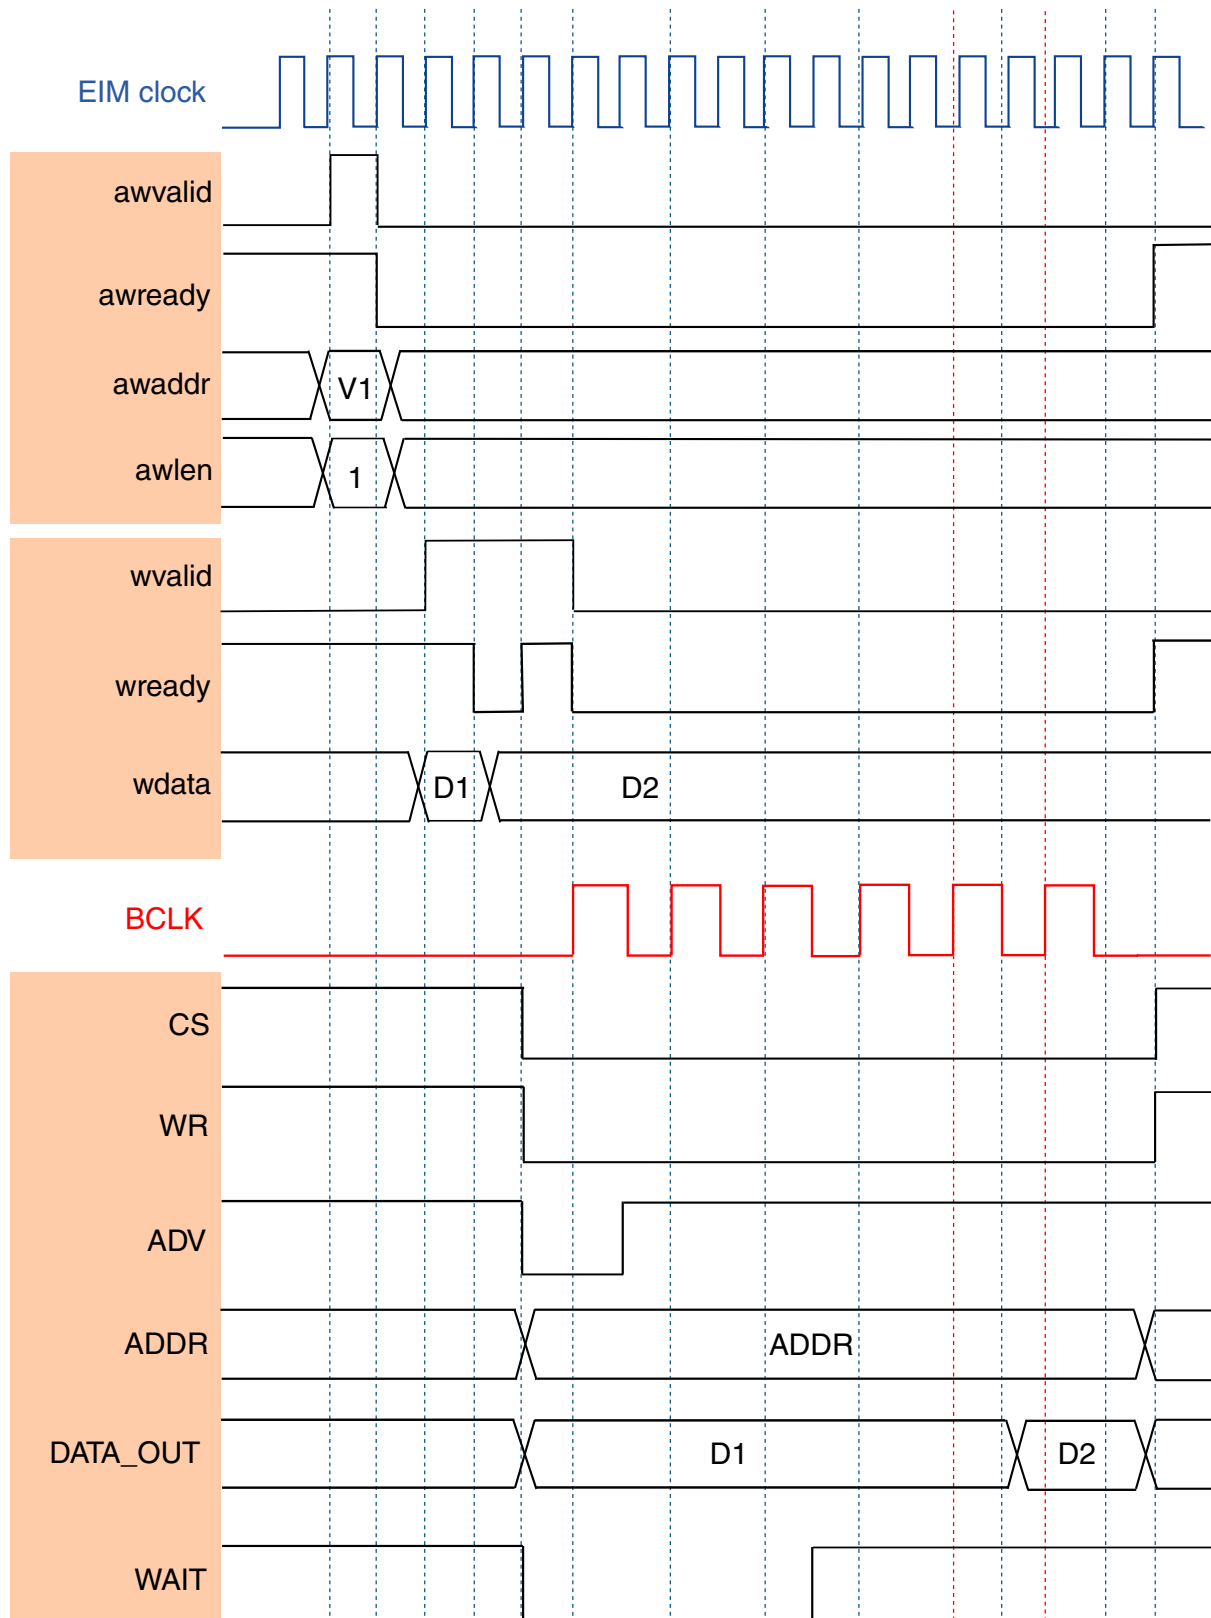 EIM clock
awvalid
awready
awaddr V1
awlen 1
wvalid
wready
wdata D1 D2
BCLK
CS
WR
ADV
ADDR ADDR
DATA_OUT D1 D2
WAIT